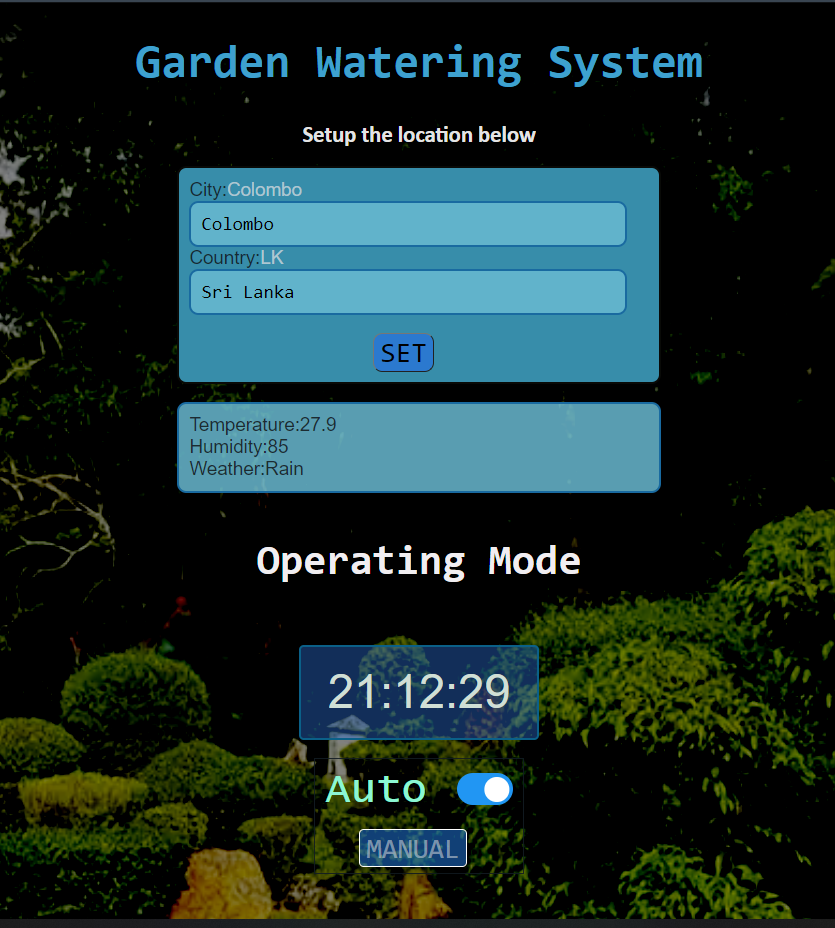 Garden Watering System
Setup the location below
City:Colombo
Colombo
Country:LK
Sri Lanka
SET
Temperature:27.9
Humidity:85
Weather:Rain
Operating Mode
21:12:29
Auto
MANUAL